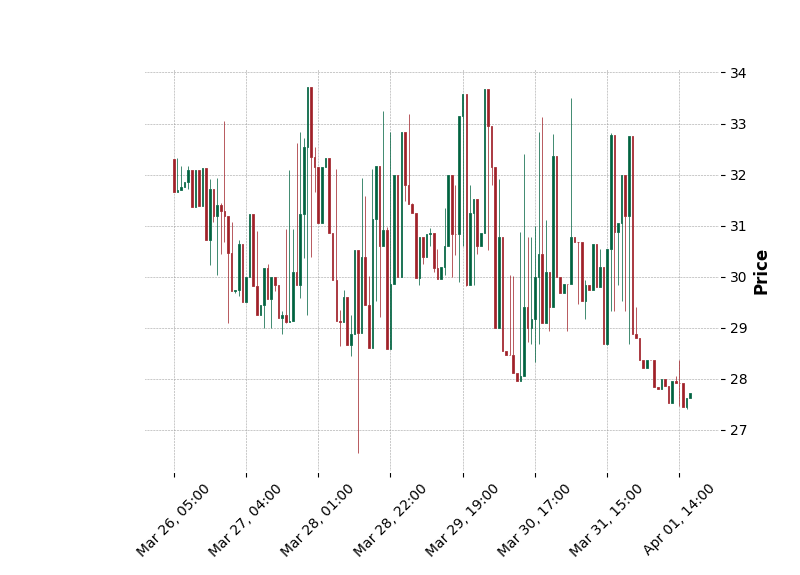 34
33
32
31
30
29
28
27
Price
Mar 26, 05:00
Mar 27, 04:00
Mar 28, 01:00
Mar 28, 22:00
Mar 29, 19:00
Mar 30, 17:00
Mar 31, 15:00
Apr 01, 14:00